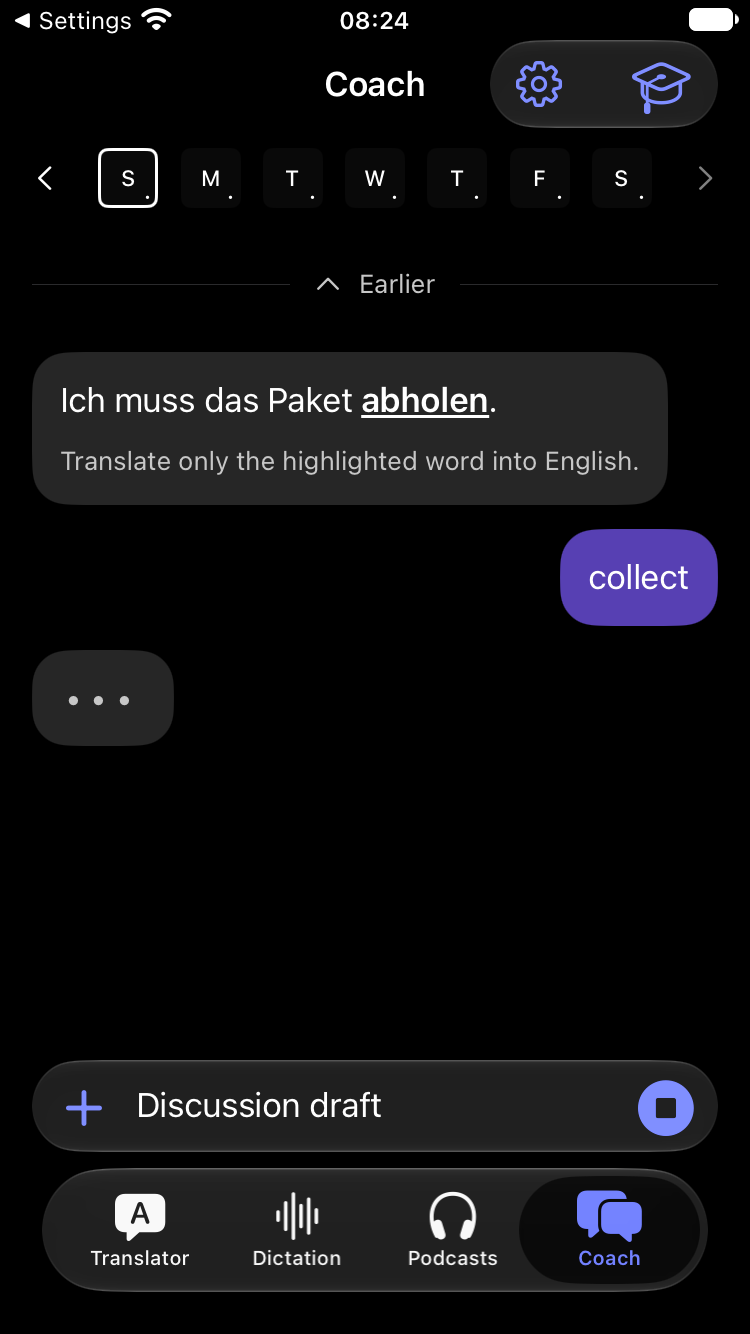 Settings
08:24
Coach
S M T W T F S
Earlier
Ich muss das Paket abholen.
Translate only the highlighted word into English.
collect
Discussion draft
A
Translator Dictation Podcasts Coach